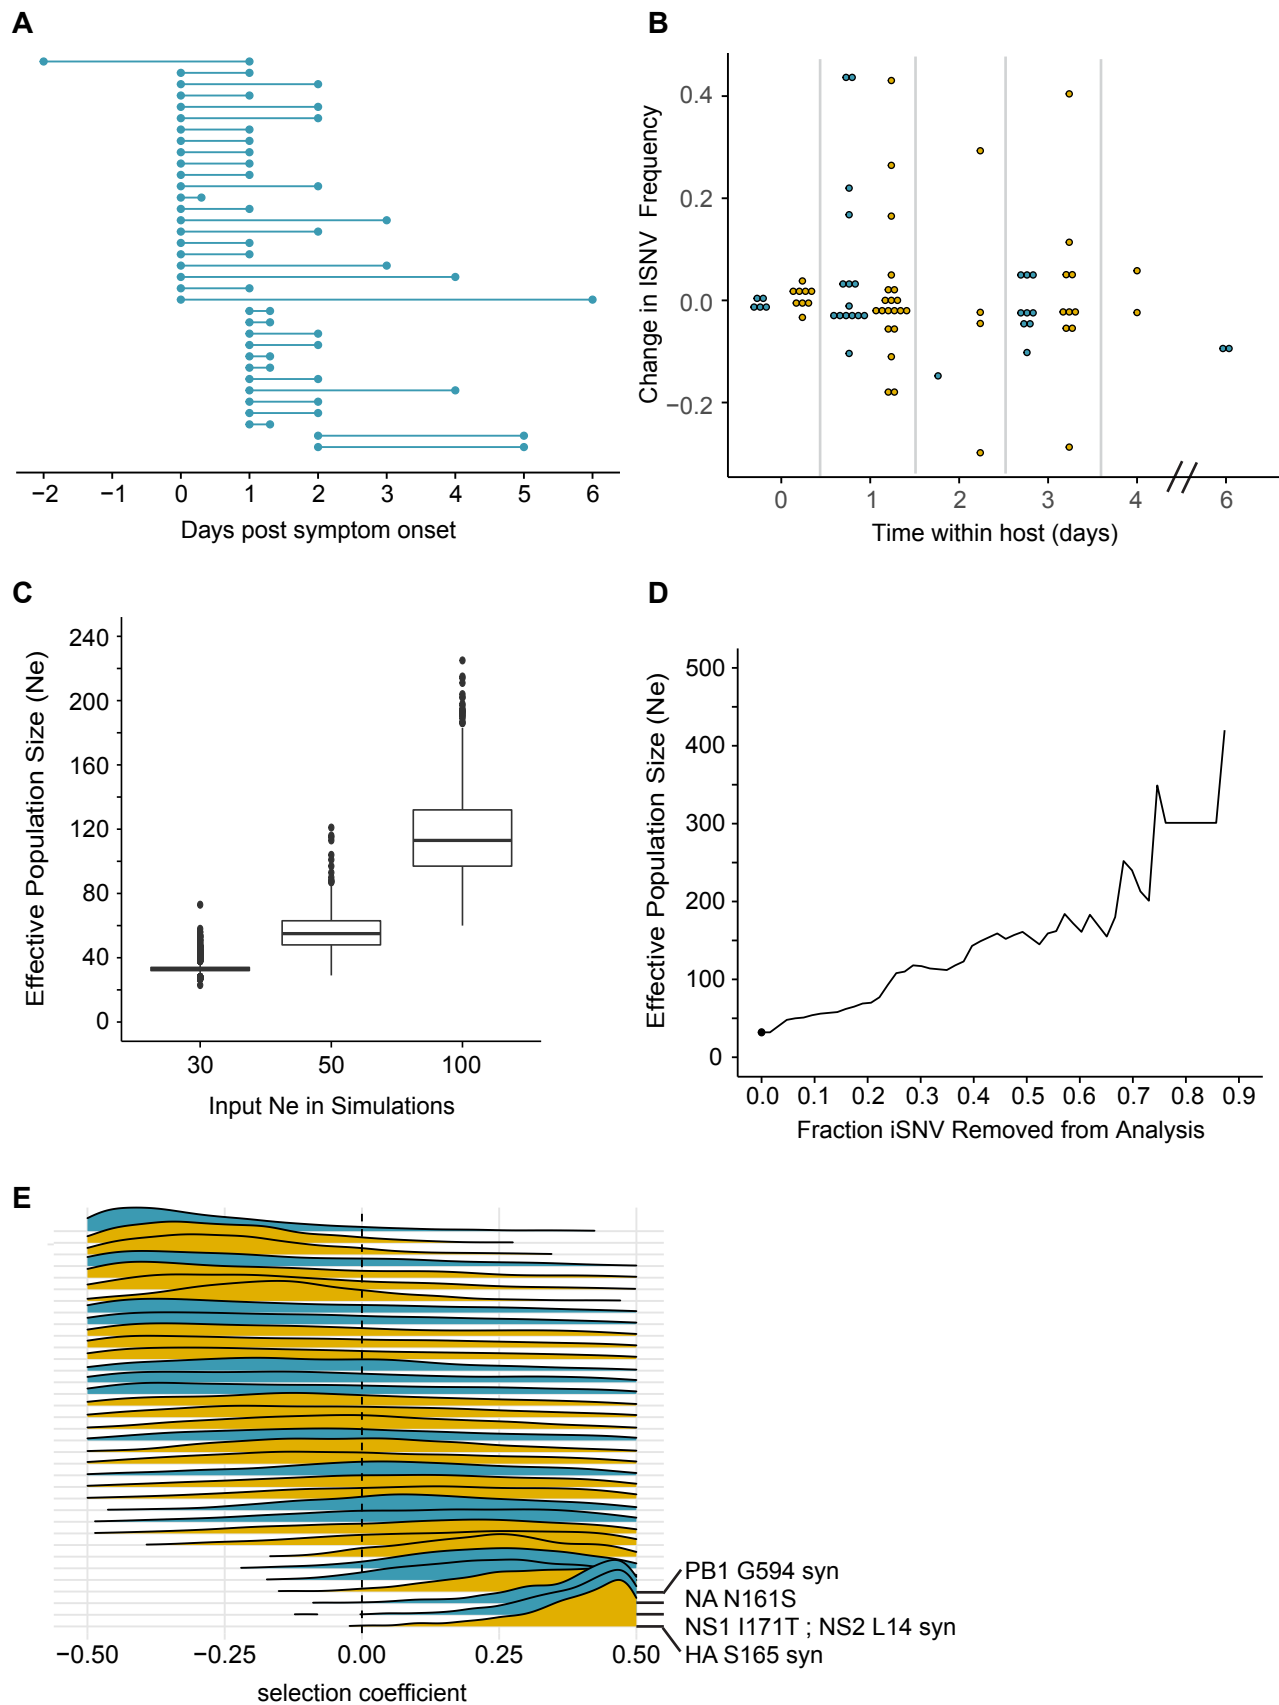 A
−2 −1 0 1 2 3 4 5 6
Days post symptom onset
B
Change in iSNV Frequency
0.4
0.2
0.0
−0.2
0 1 2 3 4 6
Time within host (days)
C
Effective Population Size (Ne)
240
200
160
120
80
40
0
30 50 100
Input Ne in Simulations
D
Effective Population Size (Ne)
500
400
300
200
100
0
0.0 0.1 0.2 0.3 0.4 0.5 0.6 0.7 0.8 0.9
Fraction iSNV Removed from Analysis
E
PB1 G594 syn
NA N161S
NS1 I171T ; NS2 L14 syn
HA S165 syn
−0.50 −0.25 0.00 0.25 0.50
selection coefficient